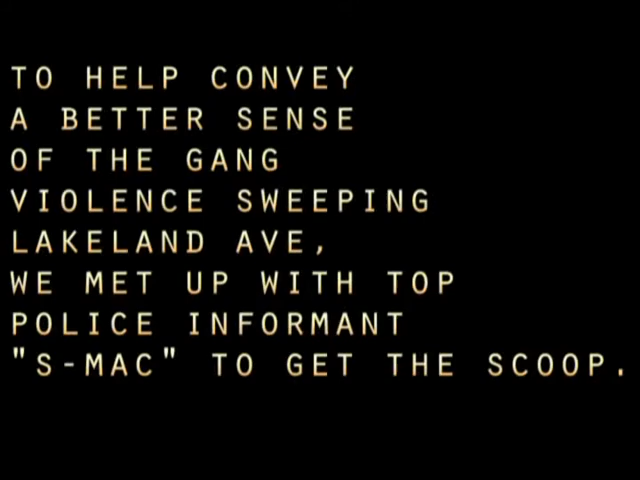 TO HELP CONVEY
A BETTER SENSE
OF THE GANG
VIOLENCE SWEEPING
LAKELAND AVE,
WE MET UP WITH TOP
POLICE INFORMANT
"S-MAC" TO GET THE SCOOP.